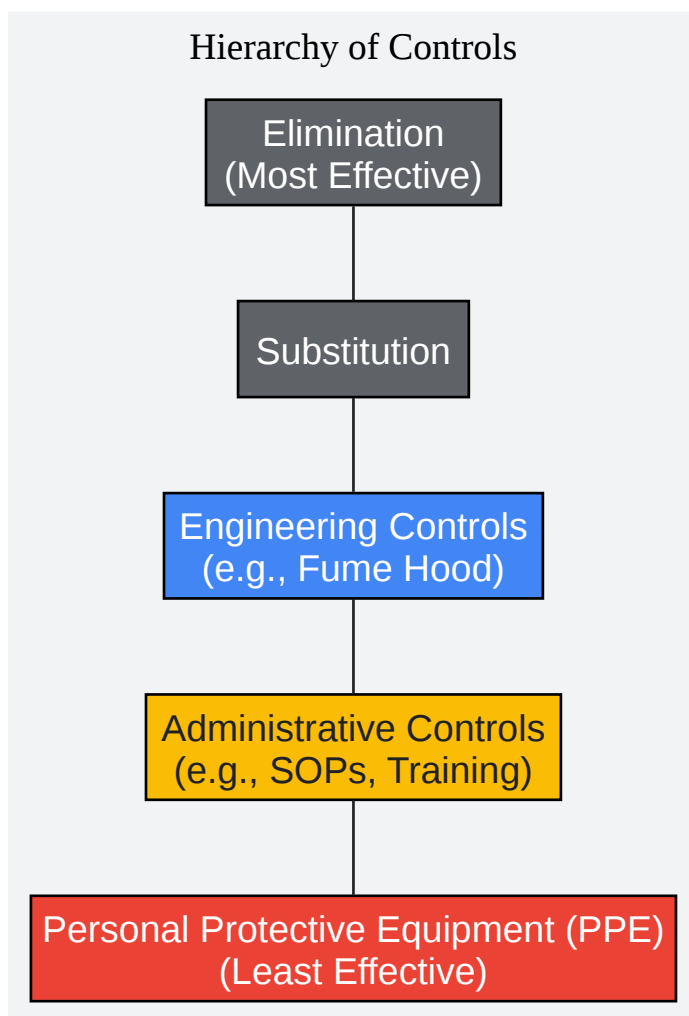 Hierarchy of Controls
Elimination
(Most Effective)
Substitution
Engineering Controls
(e.g., Fume Hood)
Administrative Controls
(e.g., SOPs, Training)
Personal Protective Equipment (PPE)
(Least Effective)